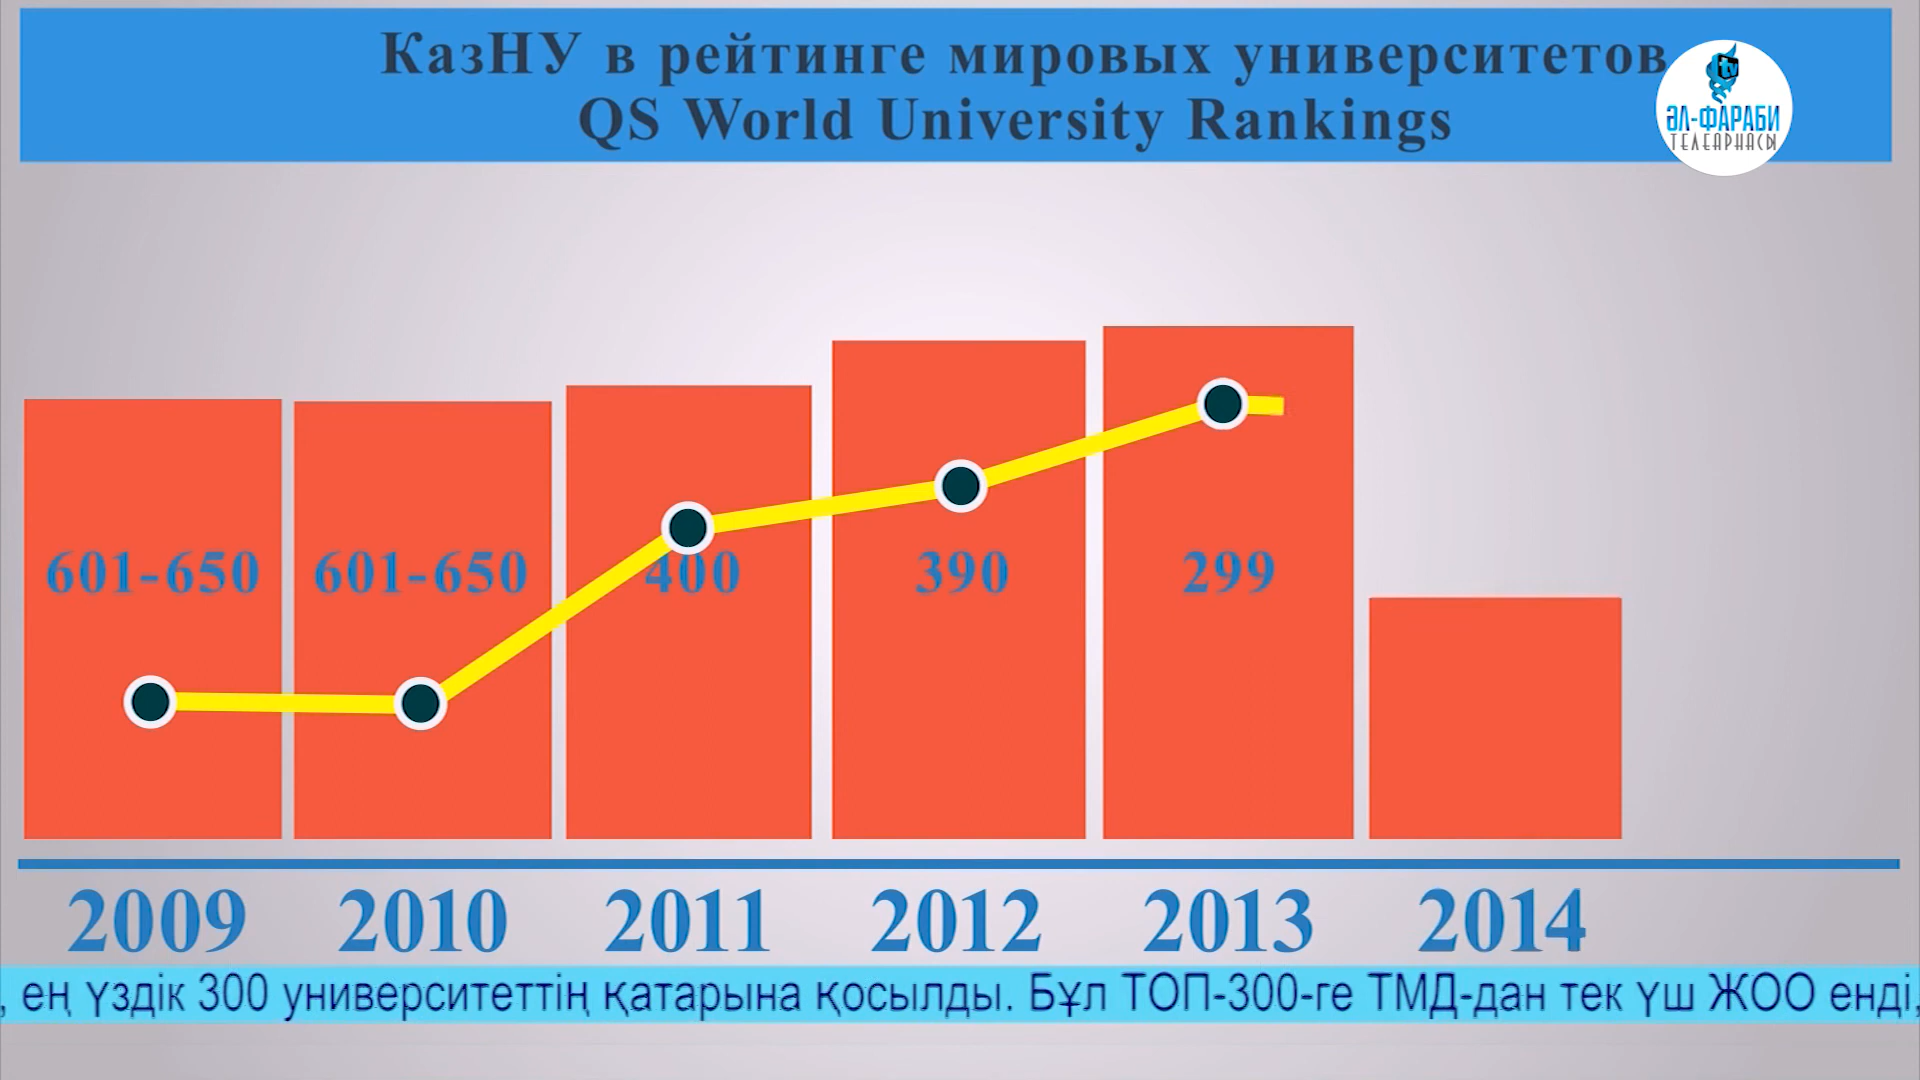 КазНУ в рейтинге мировых университетов
QS World University Rankings
tv
ӘЛ-ФАРАБИ
ТЕЛЕАРНАСЫ
601-650 601-650 400 390 299
2009 2010 2011 2012 2013 2014
, ең үздік 300 университеттің қатарына қосылды. Бұл ТОП-300-ге ТМД-дан тек үш ЖОО енді,